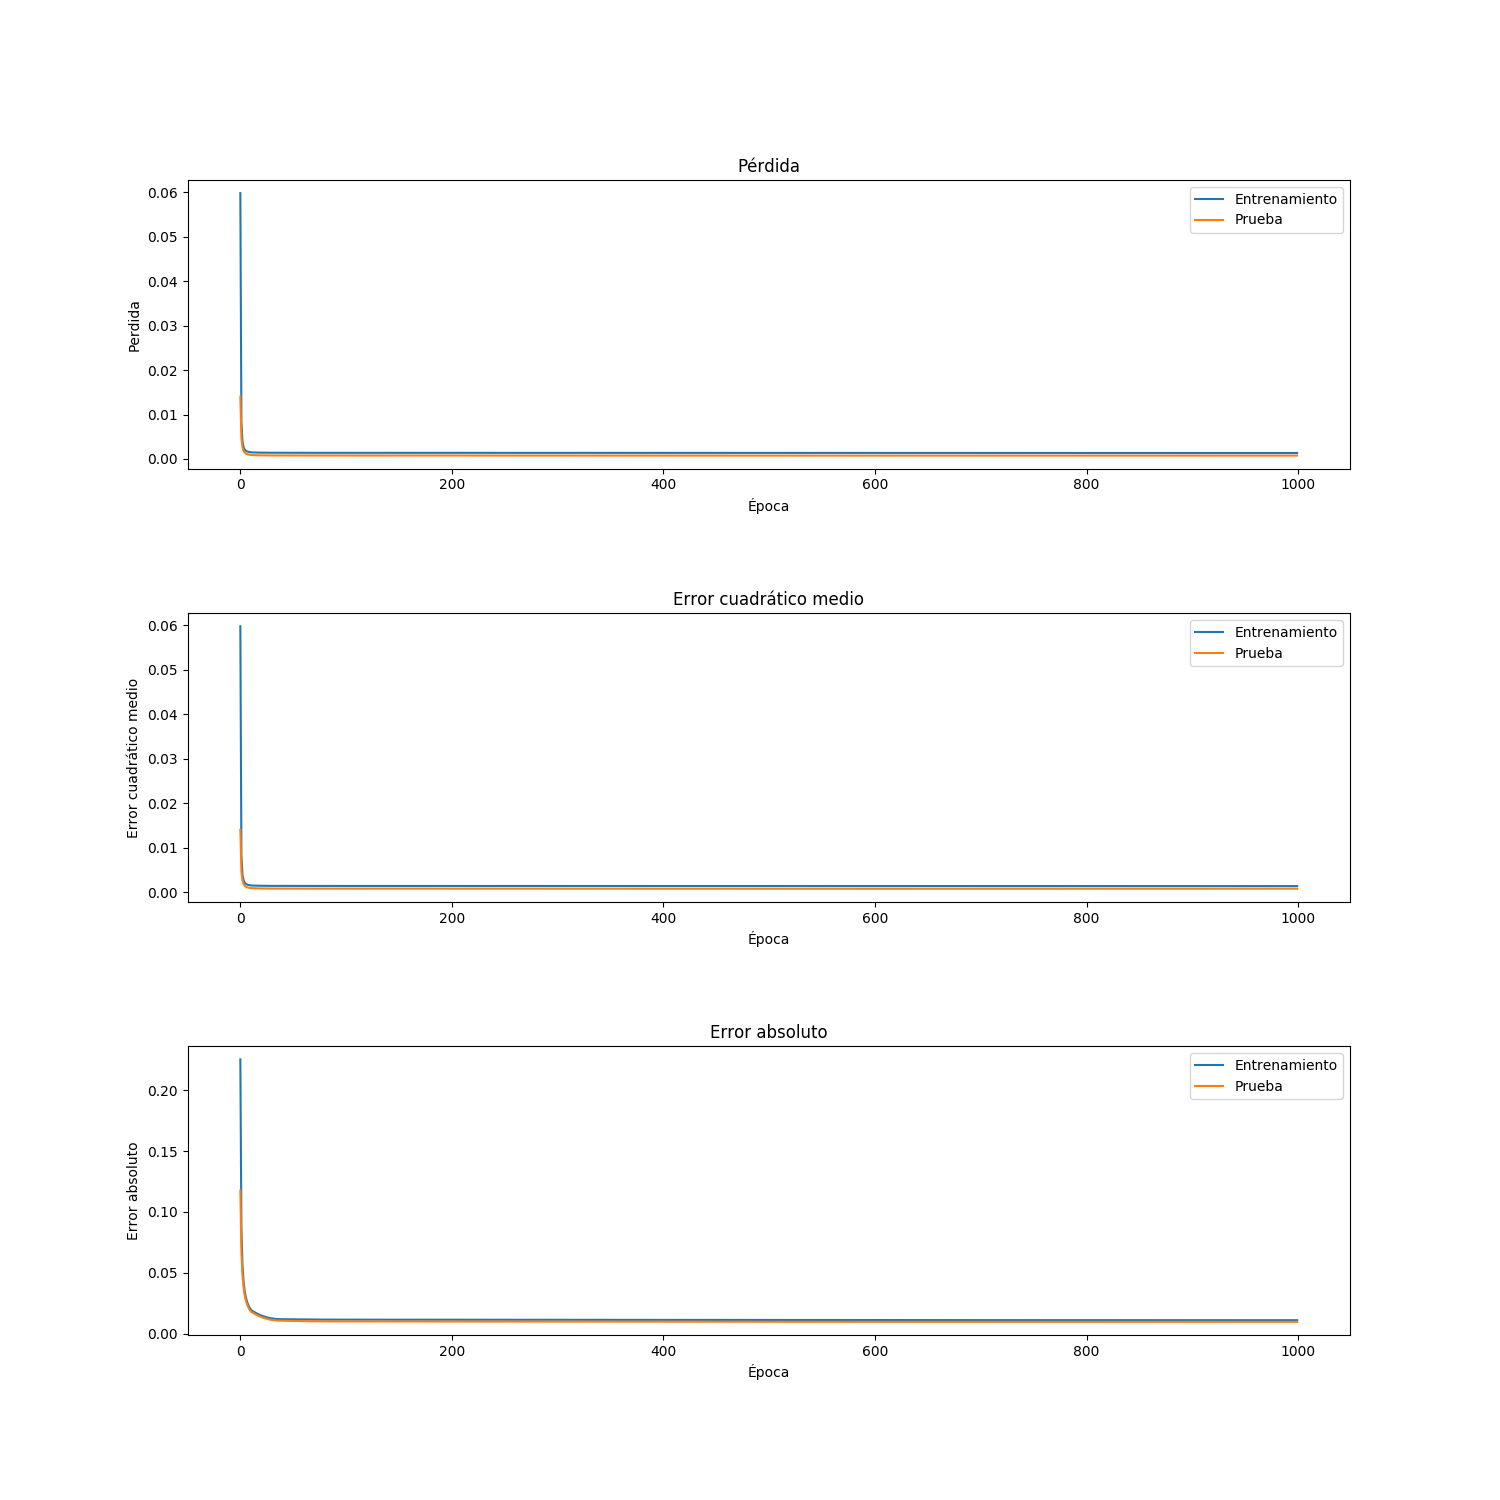 Pérdida
0.06
0.05
0.04
0.03
0.02
0.01
0.00
Perdida
Entrenamiento
Prueba
0 200 400 600 800 1000
Época
Error cuadrático medio
0.06
0.05
0.04
0.03
0.02
0.01
0.00
Error cuadrático medio
Entrenamiento
Prueba
0 200 400 600 800 1000
Época
Error absoluto
0.20
0.15
0.10
0.05
0.00
Error absoluto
Entrenamiento
Prueba
0 200 400 600 800 1000
Época